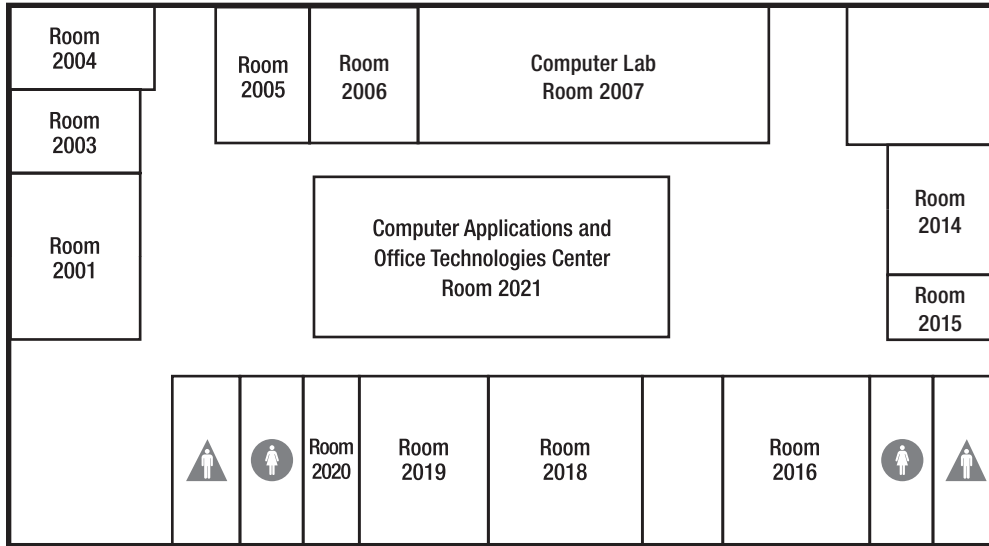 Room
2004
Room
2003
Room
2001
Room
2005
Room
2006
Computer Lab
Room 2007
Computer Applications and
Office Technologies Center
Room 2021
Room
2014
Room
2015
Room
2020
Room
2019
Room
2018
Room
2016